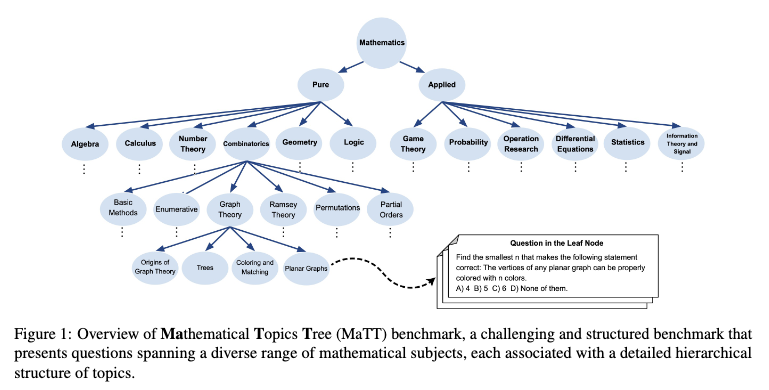 Mathematics
Pure
Applied
Algebra
Calculus
Number
Theory
Combinatorics
Geometry
Logic
Game
Theory
Probability
Operation
Research
Differential
Equations
Statistics
Information
Theory and
Signal
Basic
Methods
Enumerative
Graph
Theory
Ramsey
Theory
Permutations
Partial
Orders
Origins of
Graph Theory
Trees
Coloring and
Matching
Planar Graphs
Question in the Leaf Node
Find the smallest n that makes the following statement
correct: The vertices of any planar graph can be properly
colored with n colors.
A) 4 B) 5 C) 6 D) None of them.
Figure 1: Overview of Mathematical Topics Tree (MaTT) benchmark, a challenging and structured benchmark that
presents questions spanning a diverse range of mathematical subjects, each associated with a detailed hierarchical
structure of topics.